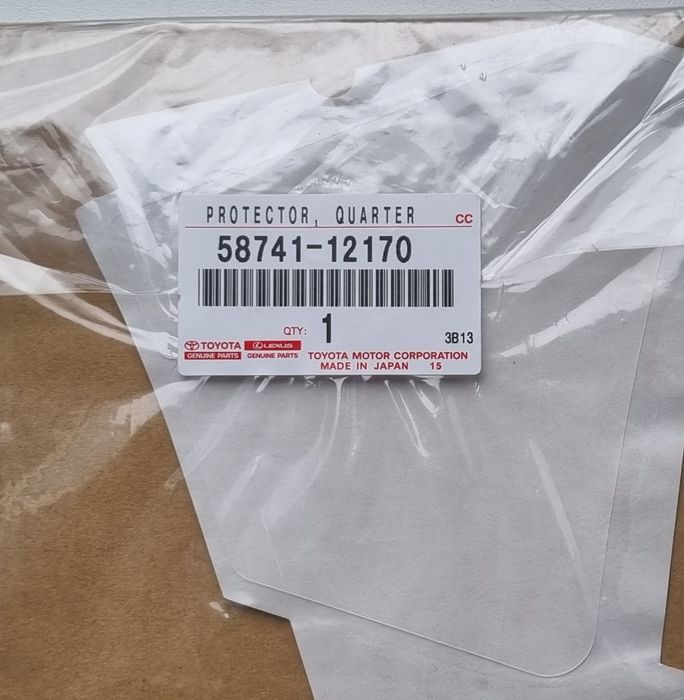 PROTECTOR, QUARTER CC
58741-12170
QTY: 1 3B13
TOYOTA LEXUS
GENUINE PARTS GENUINE PARTS
TOYOTA MOTOR CORPORATION
MADE IN JAPAN 15